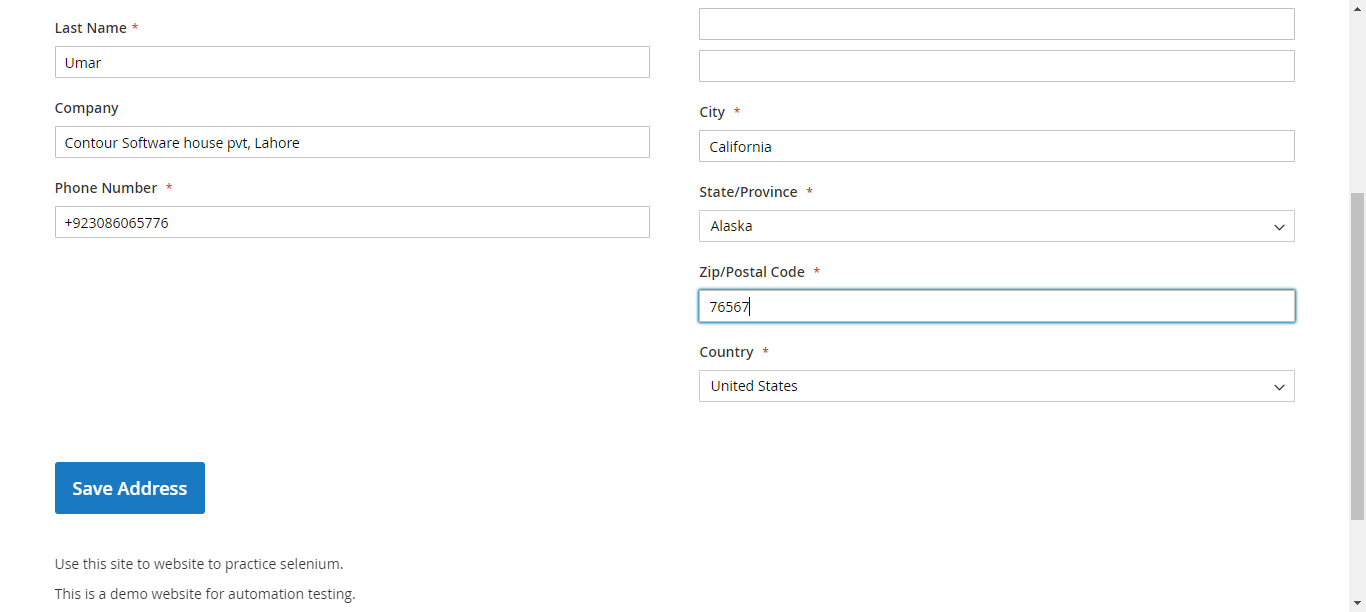 Last Name *
Umar
Company
Contour Software house pvt, Lahore
Phone Number *
+923086065776
City *
California
State/Province *
Alaska
Zip/Postal Code *
76567
Country *
United States
Save Address
Use this site to website to practice selenium.
This is a demo website for automation testing.